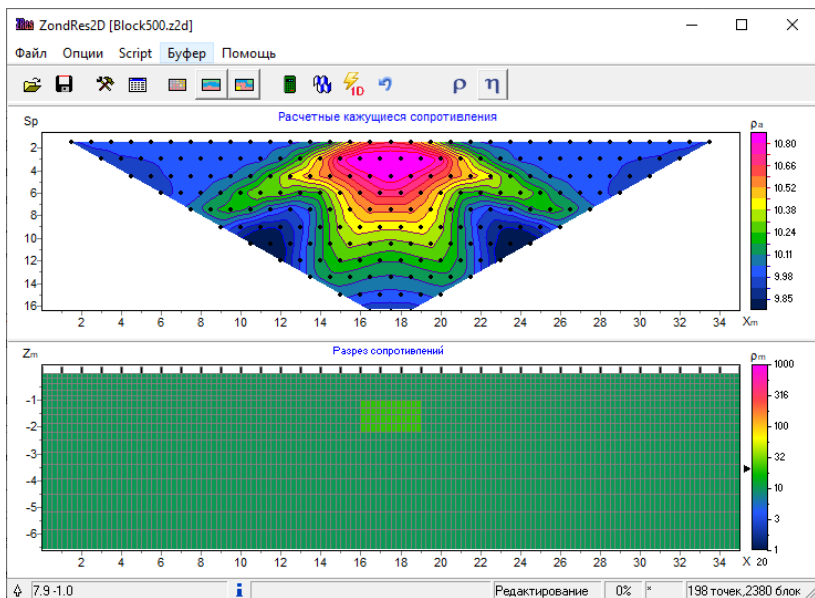 ZondRes2D [Block500.z2d]
Файл Опции Script Буфер Помощь
1D ρ η
Расчетные кажущиеся сопротивления
Sp
ρa
2
4
6
8
10
12
14
16
10.80
10.66
10.52
10.38
10.24
10.11
9.98
9.85
2 4 6 8 10 12 14 16 18 20 22 24 26 28 30 32 34 Xm
Разрез сопротивлений
Zm
ρm
-1
-2
-3
-4
-5
-6
1000
316
100
32
10
3
1
2 4 6 8 10 12 14 16 18 20 22 24 26 28 30 32 34 X 20
7.9 -1.0 i Редактирование 0% * 198 точек,2380 блок